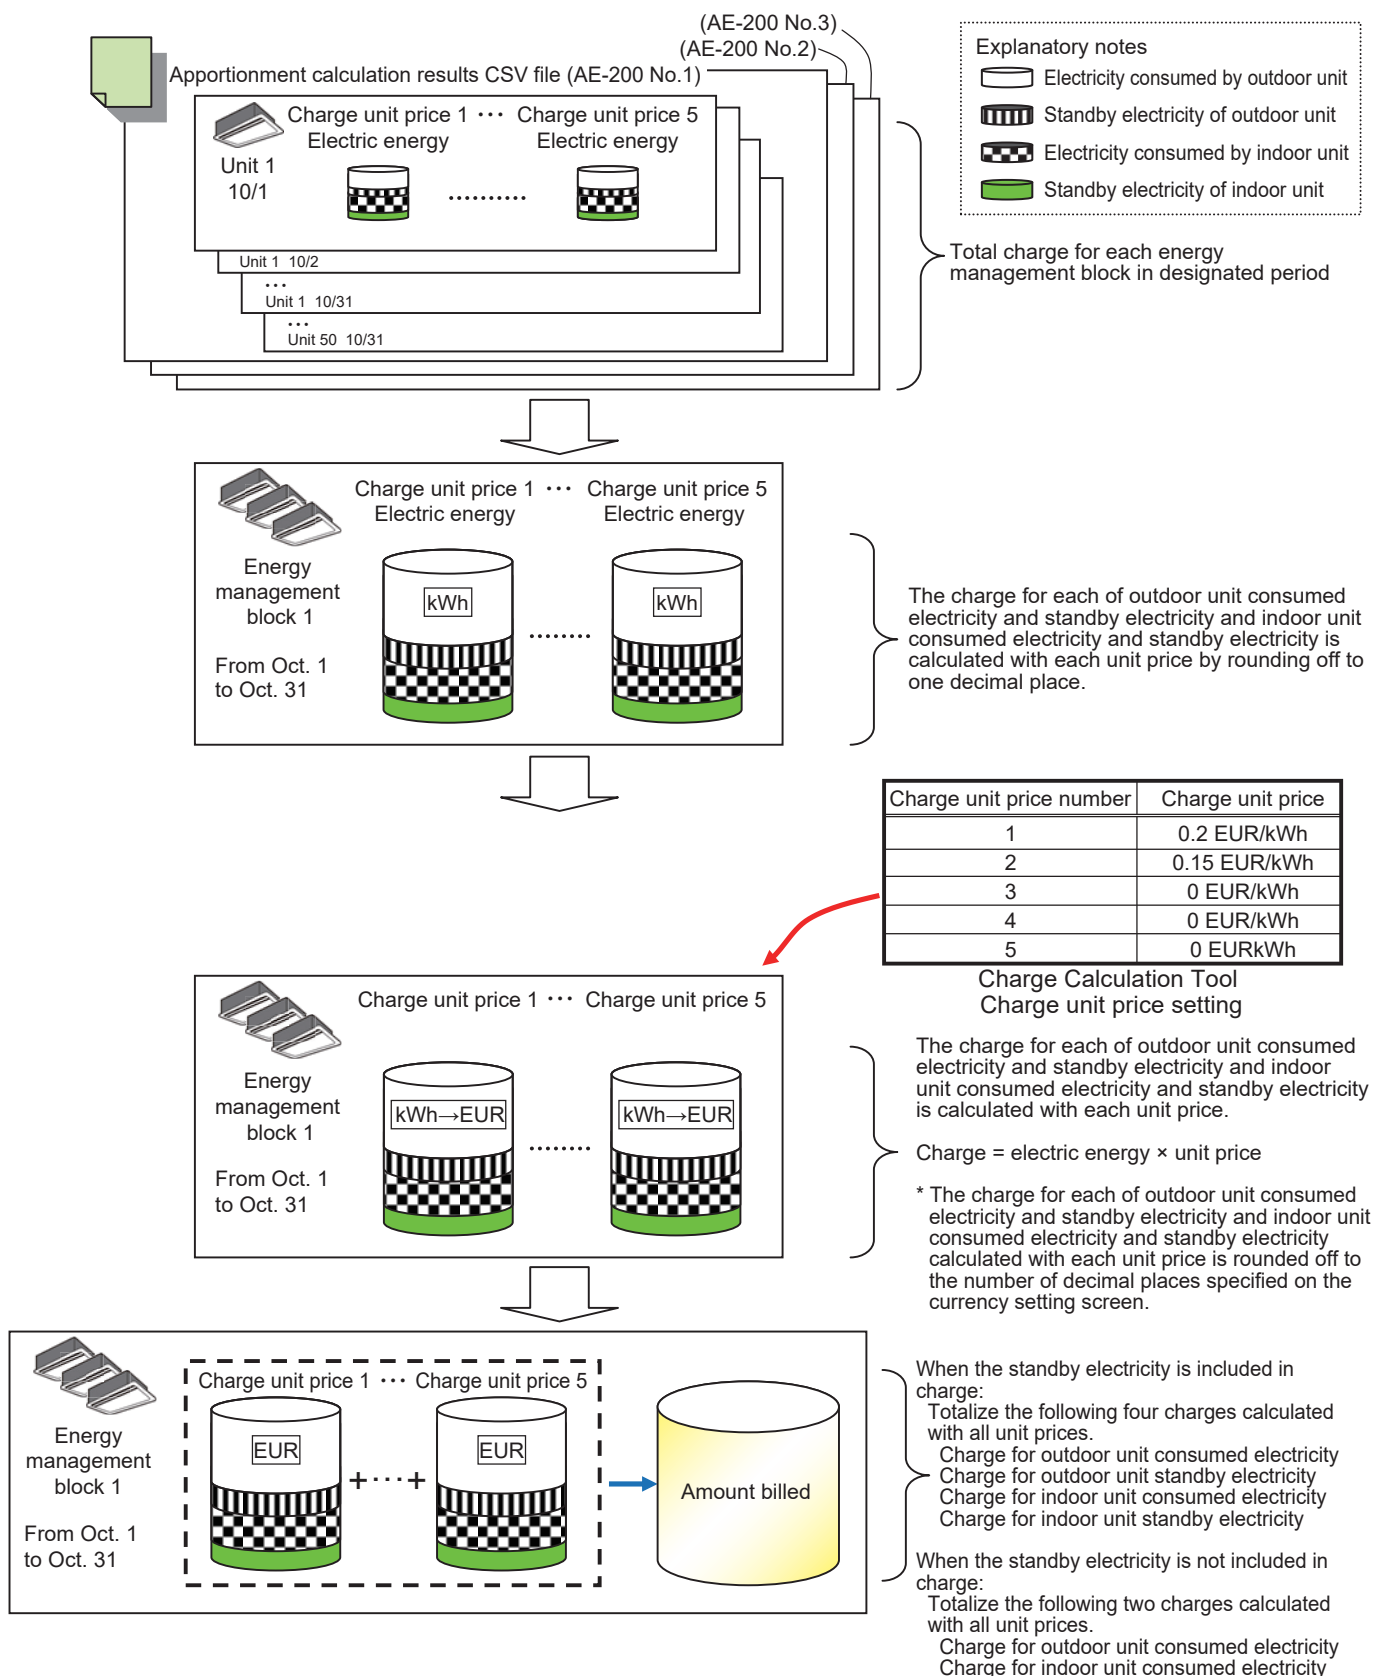 (AE-200 No.3)
(AE-200 No.2)
Apportionment calculation results CSV file (AE-200 No.1)
Charge unit price 1 ··· Charge unit price 5
Electric energy Electric energy
Unit 1
10/1
··········
Unit 1 10/2
···
Unit 1 10/31
···
Unit 50 10/31
Explanatory notes
Electricity consumed by outdoor unit
Standby electricity of outdoor unit
Electricity consumed by indoor unit
Standby electricity of indoor unit
Total charge for each energy
management block in designated period
Charge unit price 1 ··· Charge unit price 5
Electric energy Electric energy
Energy
management
block 1
From Oct. 1
to Oct. 31
kWh ········ kWh
The charge for each of outdoor unit consumed
electricity and standby electricity and indoor unit
consumed electricity and standby electricity is
calculated with each unit price by rounding off to
one decimal place.
Charge unit price number Charge unit price
1 0.2 EUR/kWh
2 0.15 EUR/kWh
3 0 EUR/kWh
4 0 EUR/kWh
5 0 EURkWh
Charge Calculation Tool
Charge unit price setting
Charge unit price 1 ··· Charge unit price 5
Energy
management
block 1
From Oct. 1
to Oct. 31
kWh→EUR ········ kWh→EUR
The charge for each of outdoor unit consumed
electricity and standby electricity and indoor
unit consumed electricity and standby electricity
is calculated with each unit price.
Charge = electric energy × unit price
* The charge for each of outdoor unit consumed
electricity and standby electricity and indoor unit
consumed electricity and standby electricity
calculated with each unit price is rounded off to
the number of decimal places specified on the
currency setting screen.
Charge unit price 1 ··· Charge unit price 5
Energy
management
block 1
From Oct. 1
to Oct. 31
EUR +···+ EUR
Amount billed
When the standby electricity is included in
charge:
Totalize the following four charges calculated
with all unit prices.
Charge for outdoor unit consumed electricity
Charge for outdoor unit standby electricity
Charge for indoor unit consumed electricity
Charge for indoor unit standby electricity
When the standby electricity is not included in
charge:
Totalize the following two charges calculated
with all unit prices.
Charge for outdoor unit consumed electricity
Charge for indoor unit consumed electricity